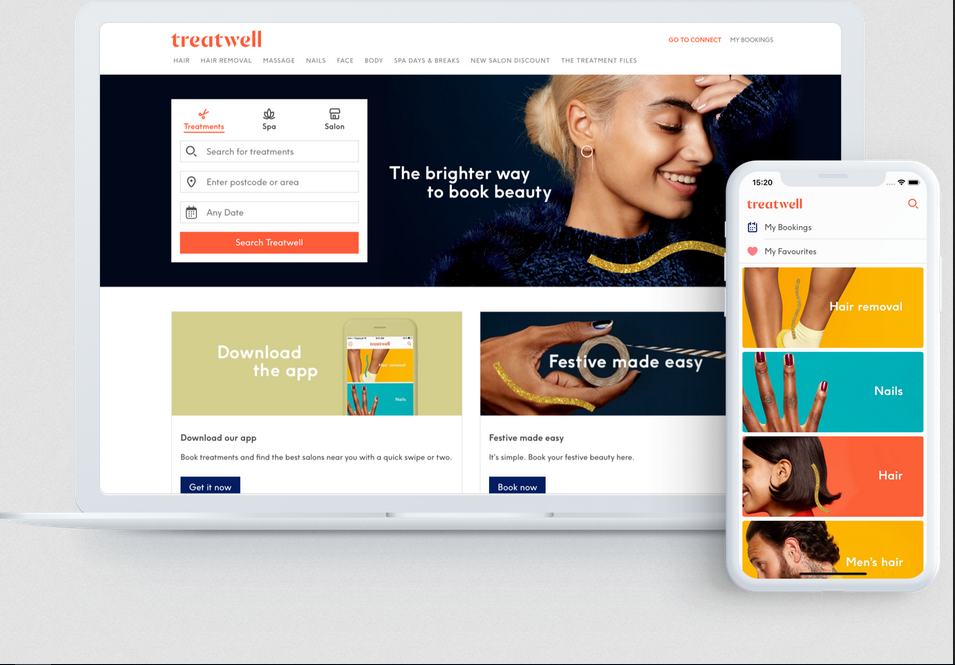 treatwell
GO TO CONNECT MY BOOKINGS
HAIR HAIR REMOVAL MASSAGE NAILS FACE BODY SPA DAYS & BREAKS NEW SALON DISCOUNT THE TREATMENT FILES
Treatments Spa Salon
Search for treatments
Enter postcode or area
Any Date
Search Treatwell
The brighter way
to book beauty
Download
the app
treatwell
Hair removal
Nails
Festive made easy
Download our app
Book treatments and find the best salons near you with a quick swipe or two.
Get it now
Festive made easy
It's simple. Book your festive beauty here.
Book now
15:20
treatwell
My Bookings
My Favourites
Hair removal
Nails
Hair
Men's hair